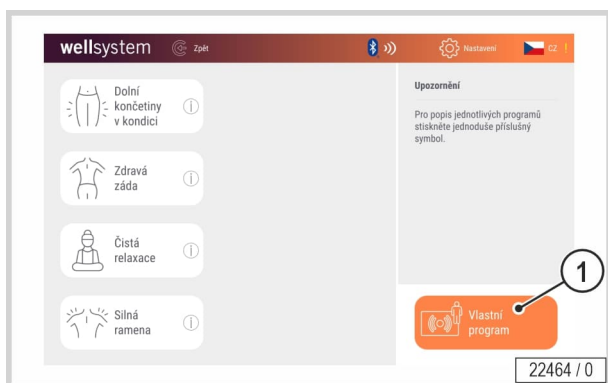 wellsystem Zpět Nastavení CZ !
Dolní
končetiny
v kondici
Zdravá
záda
Čistá
relaxace
Silná
ramena
Upozornění
Pro popis jednotlivých programů
stiskněte jednoduše příslušný
symbol.
1
Vlastní
program
22464 / 0